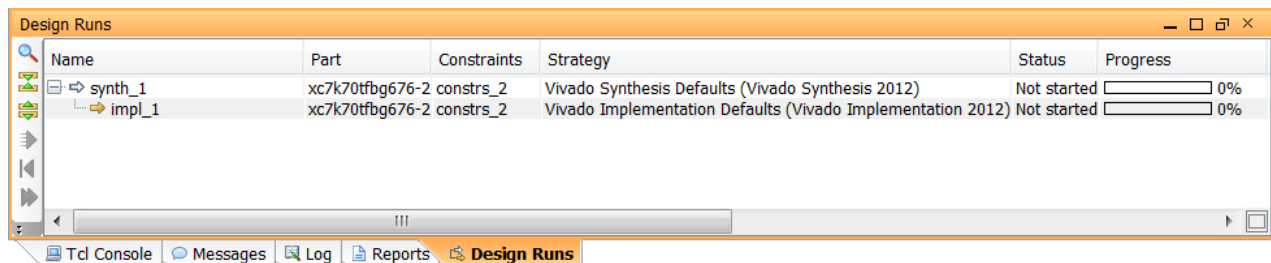 Design Runs
Name Part Constraints Strategy Status Progress
synth_1 xc7k70tfbg676-2 constrs_2 Vivado Synthesis Defaults (Vivado Synthesis 2012) Not started 0%
impl_1 xc7k70tfbg676-2 constrs_2 Vivado Implementation Defaults (Vivado Implementation 2012) Not started 0%
Tcl Console Messages Log Reports Design Runs